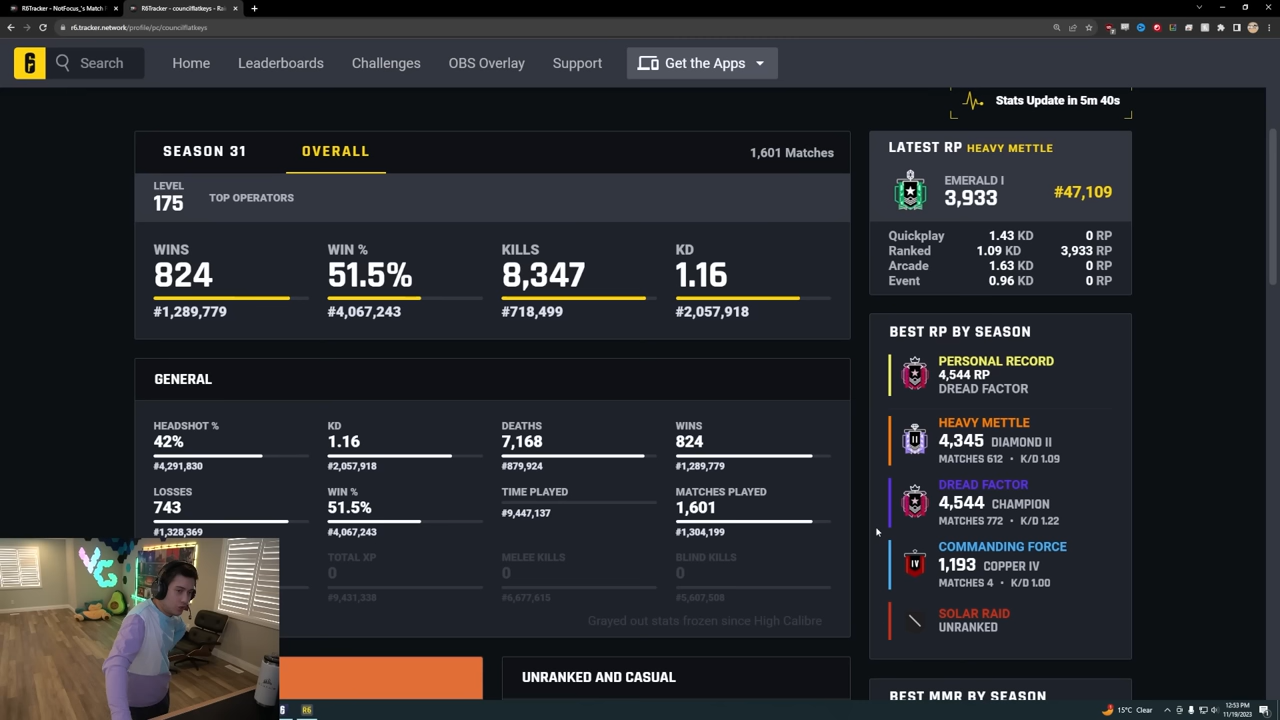 R6Tracker - NotFocus_'s Match
R6Tracker - councilflatkeys - Ra
r6.tracker.network/profile/pc/councilflatkeys
Search
Home
Leaderboards
Challenges
OBS Overlay
Support
Get the Apps
Stats Update in 5m 40s
SEASON 31
OVERALL
1,601 Matches
LEVEL
175
TOP OPERATORS
WINS
824
#1,289,779
WIN %
51.5%
#4,067,243
KILLS
8,347
#718,499
KD
1.16
#2,057,918
GENERAL
HEADSHOT %
42%
#4,291,830
KD
1.16
#2,057,918
DEATHS
7,168
#879,924
WINS
824
#1,289,779
LOSSES
743
#1,328,369
WIN %
51.5%
#4,067,243
TIME PLAYED
#9,447,137
MATCHES PLAYED
1,601
#1,304,199
TOTAL XP
0
#9,431,338
MELEE KILLS
0
#6,677,615
BLIND KILLS
0
#5,607,508
Grayed out stats frozen since High Calibre
UNRANKED AND CASUAL
LATEST RP HEAVY METTLE
EMERALD I
3,933
#47,109
Quickplay 1.43 KD 0 RP
Ranked 1.09 KD 3,933 RP
Arcade 1.63 KD 0 RP
Event 0.96 KD 0 RP
BEST RP BY SEASON
PERSONAL RECORD
4,544 RP
DREAD FACTOR
HEAVY METTLE
4,345 DIAMOND II
MATCHES 612 • K/D 1.09
DREAD FACTOR
4,544 CHAMPION
MATCHES 772 • K/D 1.22
COMMANDING FORCE
1,193 COPPER IV
MATCHES 4 • K/D 1.00
SOLAR RAID
UNRANKED
BEST MMR BY SEASON
15°C Clear
12:53 PM
11/19/2023